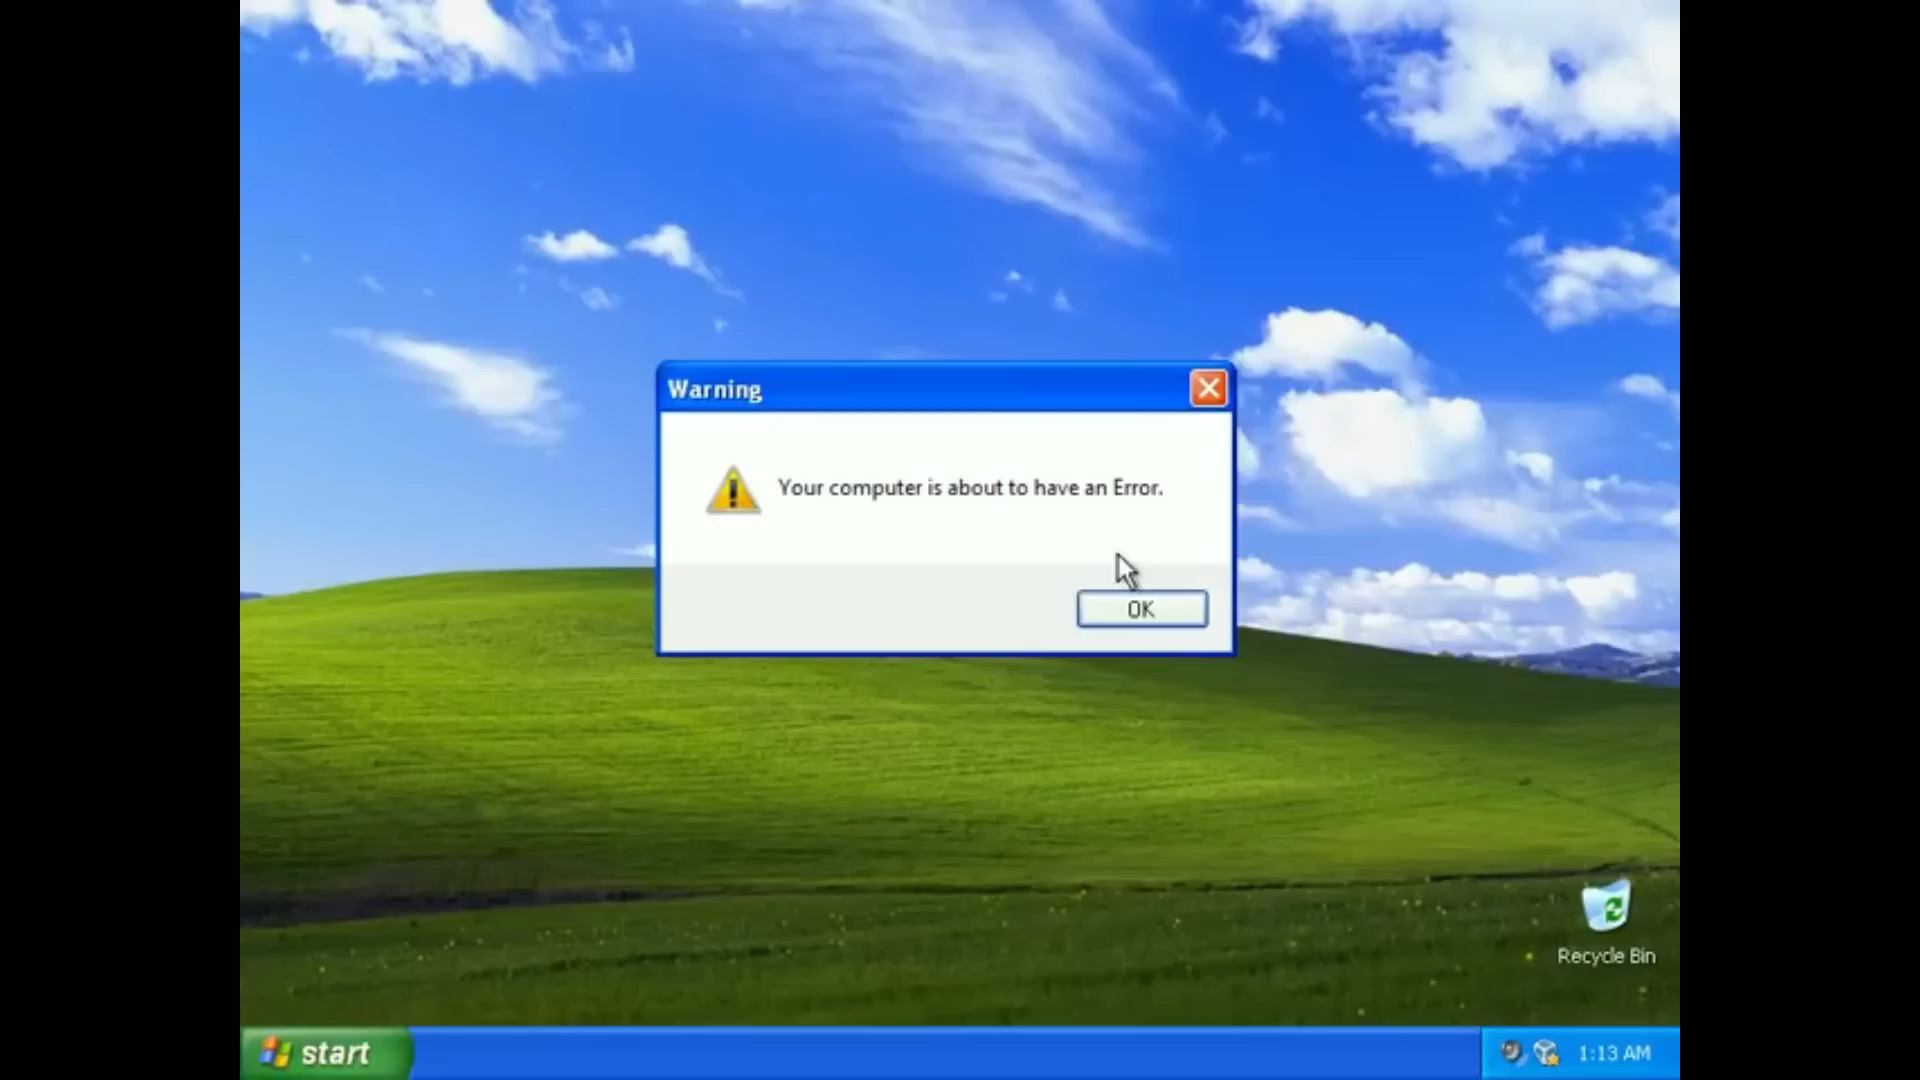 Warning
Your computer is about to have an Error.
OK
Recycle Bin
start
1:13 AM